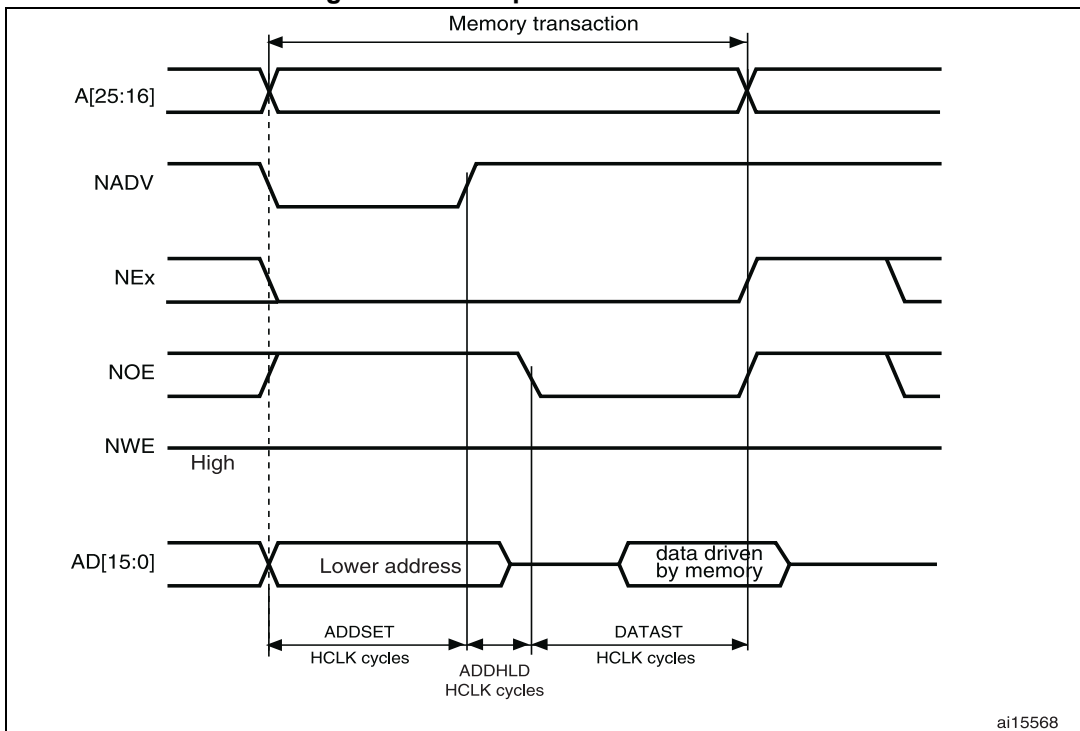 Memory transaction
A[25:16]
NADV
NEx
NOE
NWE
High
AD[15:0]
Lower address
data driven
by memory
ADDSET
HCLK cycles
ADDHLD
HCLK cycles
DATAST
HCLK cycles
ai15568